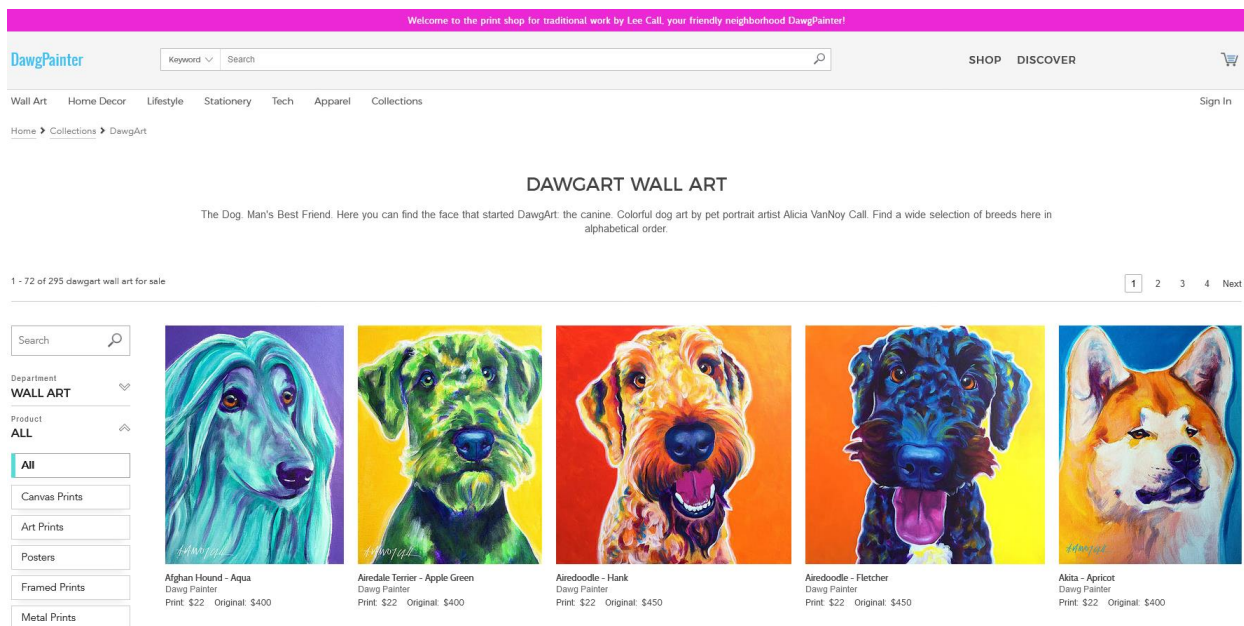 Welcome to the print shop for traditional work by Lee Call, your friendly neighborhood DawgPainter!
DawgPainter
Keyword
Search
SHOP
DISCOVER
Wall Art
Home Decor
Lifestyle
Stationery
Tech
Apparel
Collections
Sign In
Home
Collections
DawgArt
DAWGART WALL ART
The Dog. Man's Best Friend. Here you can find the face that started DawgArt: the canine. Colorful dog art by pet portrait artist Alicia VanNoy Call. Find a wide selection of breeds here in
alphabetical order.
1 - 72 of 295 dawgart wall art for sale
1 2 3 4 Next
Search
Department
WALL ART
Product
ALL
All
Canvas Prints
Art Prints
Posters
Framed Prints
Metal Prints
Afghan Hound - Aqua
Dawg Painter
Print: $22 Original: $400
Airedale Terrier - Apple Green
Dawg Painter
Print: $22 Original: $400
Airedoodle - Hank
Dawg Painter
Print: $22 Original: $450
Airedoodle - Fletcher
Dawg Painter
Print: $22 Original: $450
Akita - Apricot
Dawg Painter
Print: $22 Original: $400